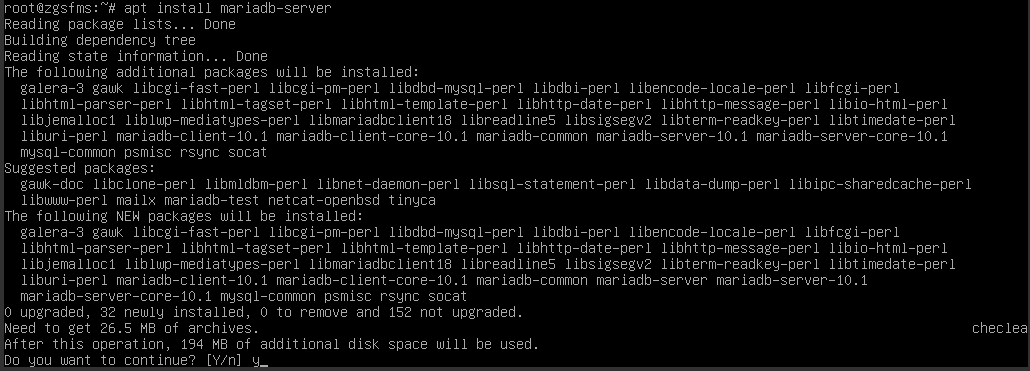 root@zgsfms:~# apt install mariadb-server
Reading package lists... Done
Building dependency tree
Reading state information... Done
The following additional packages will be installed:
  galera-3 gawk libcgi-fast-perl libcgi-pm-perl libdbd-mysql-perl libdbi-perl libencode-locale-perl libfcgi-perl
  libhtml-parser-perl libhtml-tagset-perl libhtml-template-perl libhttp-date-perl libhttp-message-perl libio-html-perl
  libjemalloc1 liblwp-mediatypes-perl libmariadbclient18 libreadline5 libsigsegv2 libterm-readkey-perl libtimedate-perl
  liburi-perl mariadb-client-10.1 mariadb-client-core-10.1 mariadb-common mariadb-server-10.1 mariadb-server-core-10.1
  mysql-common psmisc rsync socat
Suggested packages:
  gawk-doc libclone-perl libmldbm-perl libnet-daemon-perl libsql-statement-perl libdata-dump-perl libipc-sharedcache-perl
  libwww-perl mailx mariadb-test netcat-openbsd tinyca
The following NEW packages will be installed:
  galera-3 gawk libcgi-fast-perl libcgi-pm-perl libdbd-mysql-perl libdbi-perl libencode-locale-perl libfcgi-perl
  libhtml-parser-perl libhtml-tagset-perl libhtml-template-perl libhttp-date-perl libhttp-message-perl libio-html-perl
  libjemalloc1 liblwp-mediatypes-perl libmariadbclient18 libreadline5 libsigsegv2 libterm-readkey-perl libtimedate-perl
  liburi-perl mariadb-client-10.1 mariadb-client-core-10.1 mariadb-common mariadb-server mariadb-server-10.1
  mariadb-server-core-10.1 mysql-common psmisc rsync socat
0 upgraded, 32 newly installed, 0 to remove and 152 not upgraded.
Need to get 26.5 MB of archives. checlea
After this operation, 194 MB of additional disk space will be used.
Do you want to continue? [Y/n] y_